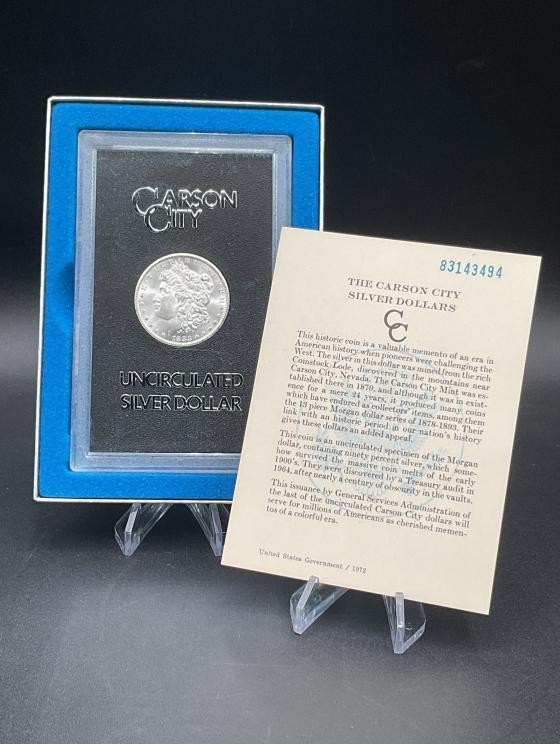 CARSON
CITY
UNCIRCULATED
SILVER DOLLAR
83143494
THE CARSON CITY
SILVER DOLLARS
CC
This historic coin is a valuable memento of an era in
American history when pioneers were challenging the
West. The silver in this dollar was mined from the rich
Comstock Lode, discovered in the mountains near
Carson City, Nevada. The Carson City Mint was es-
tablished there in 1870, and although it was in exist-
ence for a mere 24 years, it produced many coins
which have endured as collectors' items, among them
the 13 piece Morgan dollar series of 1878-1893. Their
link with an historic period in our nation's history
gives these dollars an added appeal.
This coin is an uncirculated specimen of the Morgan
dollar, containing ninety percent silver, which some-
how survived the massive coin melts of the early
1900's. They were discovered by a Treasury audit in
1964, after nearly a century of obscurity in the vaults.
This issuance by General Services Administration of
the last of the uncirculated Carson City dollars will
serve for millions of Americans as cherished memen-
tos of a colorful era.
United States Government / 1972